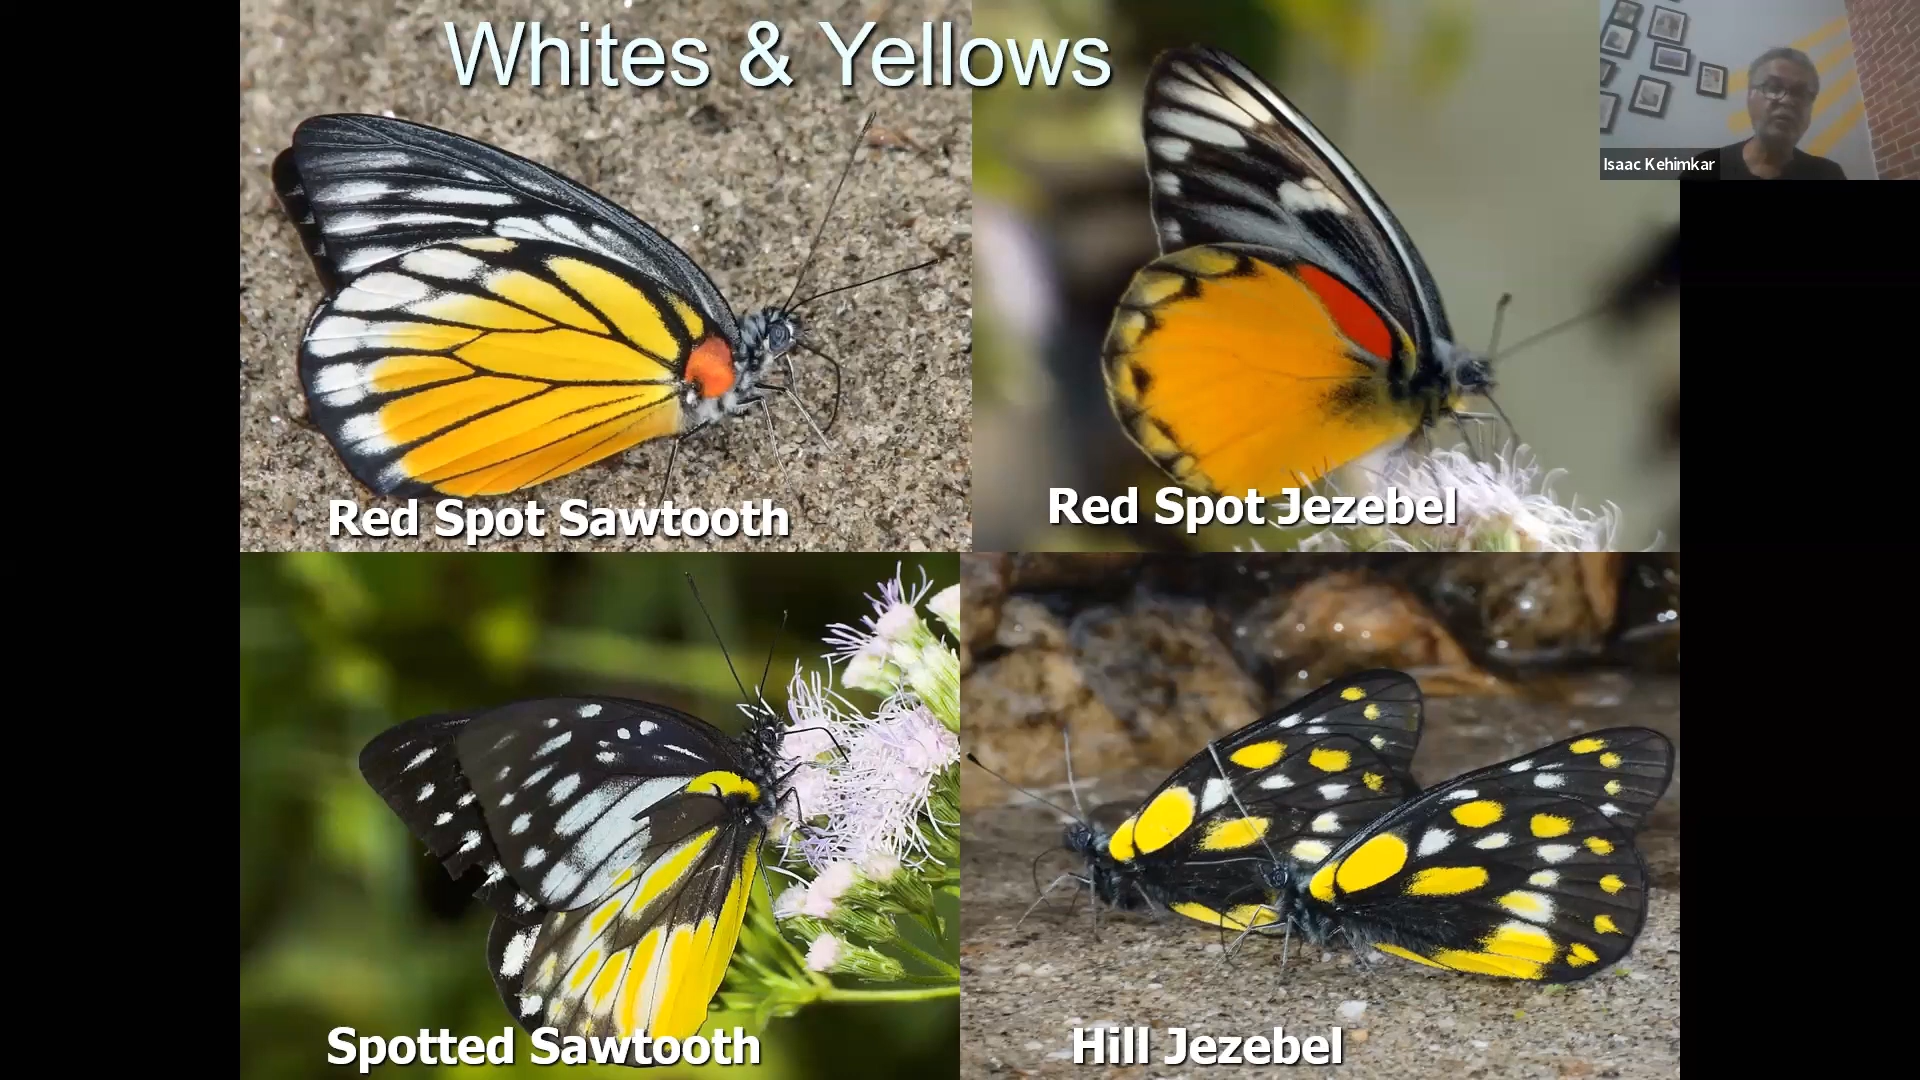 Whites & Yellows
Isaac Kehimkar
Red Spot Sawtooth
Red Spot Jezebel
Spotted Sawtooth
Hill Jezebel